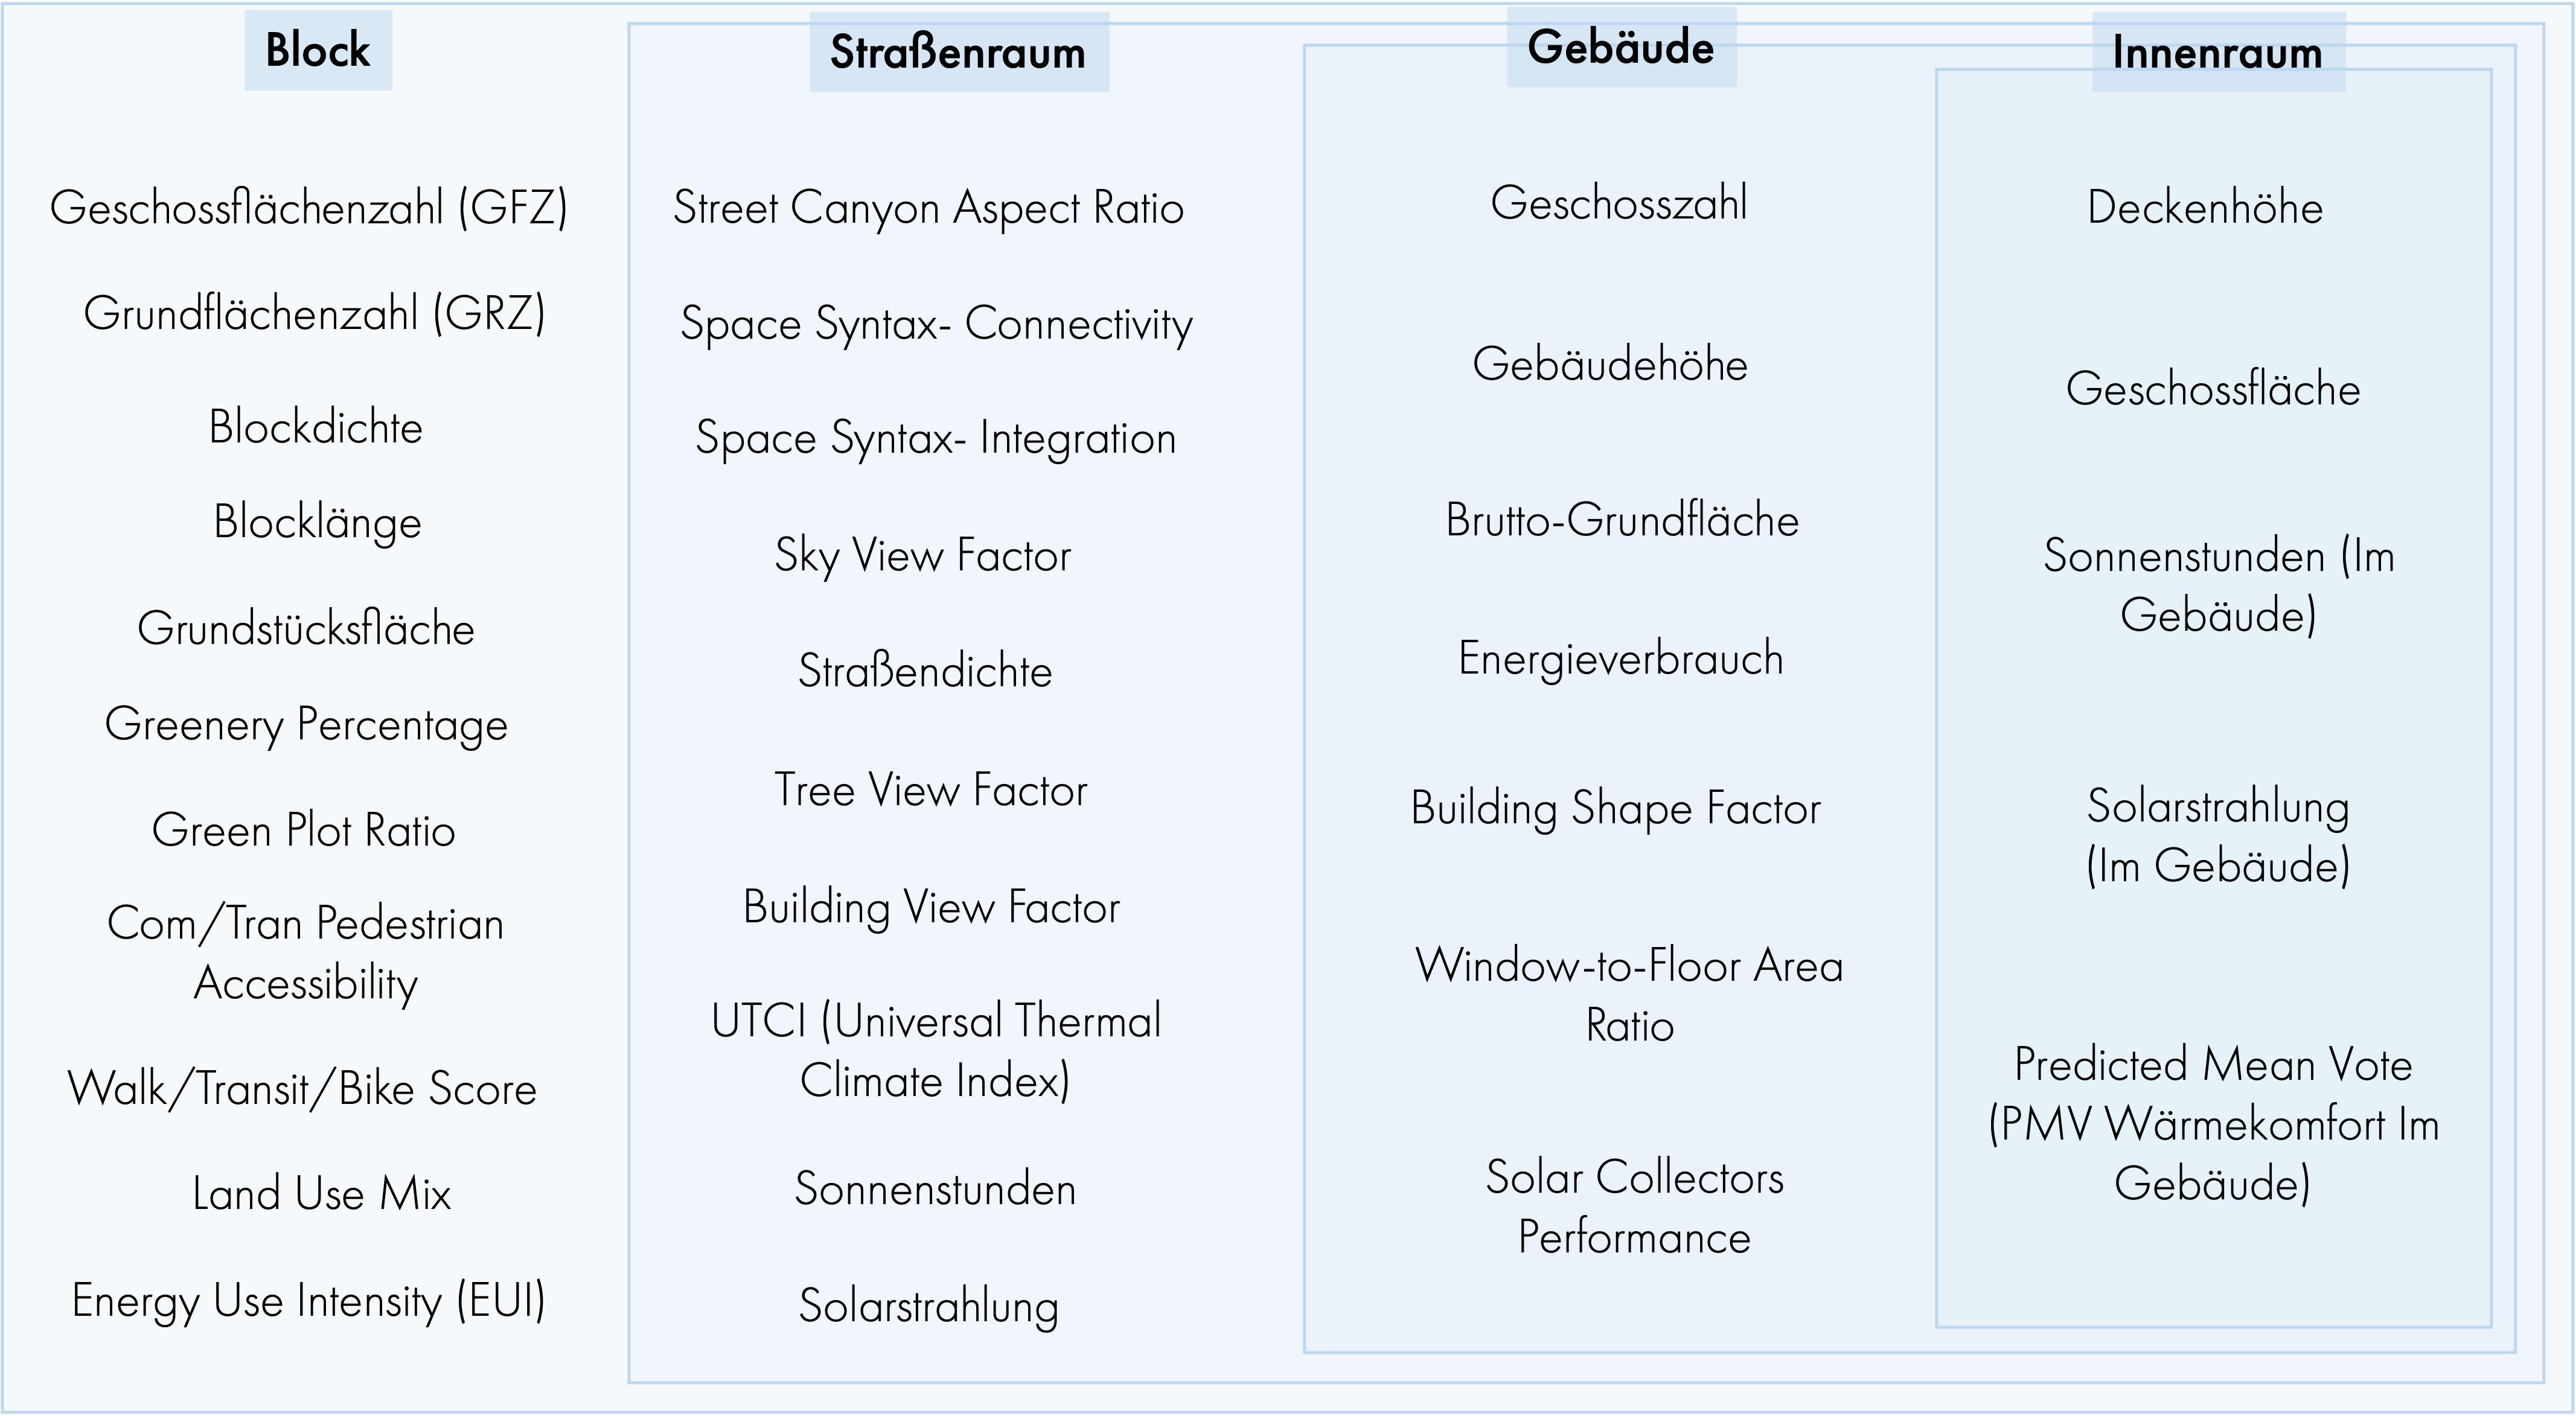 Block
Geschossflächenzahl (GFZ)
Grundflächenzahl (GRZ)
Blockdichte
Blocklänge
Grundstücksfläche
Greenery Percentage
Green Plot Ratio
Com/Tran Pedestrian
Accessibility
Walk/Transit/Bike Score
Land Use Mix
Energy Use Intensity (EUI)
Straßenraum
Street Canyon Aspect Ratio
Space Syntax- Connectivity
Space Syntax- Integration
Sky View Factor
Straßendichte
Tree View Factor
Building View Factor
UTCI (Universal Thermal
Climate Index)
Sonnenstunden
Solarstrahlung
Gebäude
Geschosszahl
Gebäudehöhe
Brutto-Grundfläche
Energieverbrauch
Building Shape Factor
Window-to-Floor Area
Ratio
Solar Collectors
Performance
Innenraum
Deckenhöhe
Geschossfläche
Sonnenstunden (Im
Gebäude)
Solarstrahlung
(Im Gebäude)
Predicted Mean Vote
(PMV Wärmekomfort Im
Gebäude)